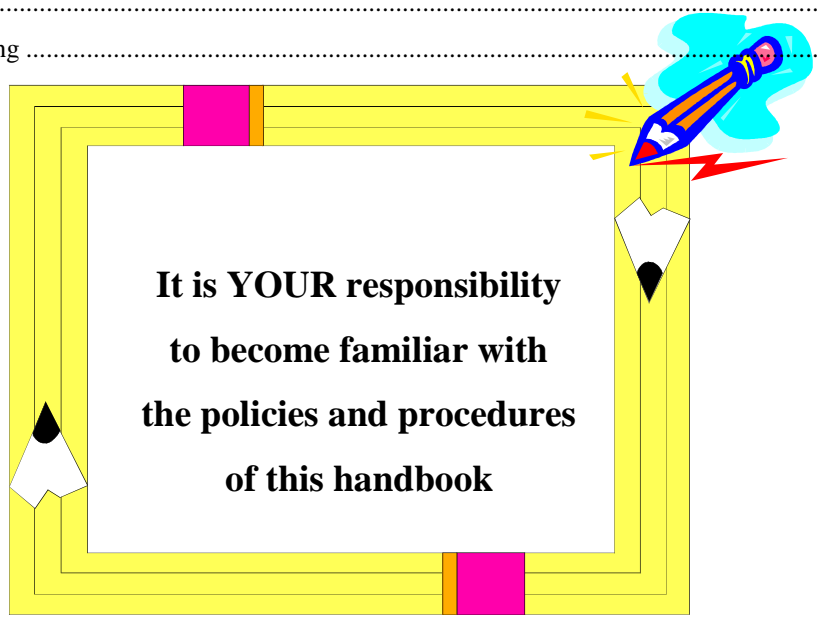 ..............................................................................................................................
ng ..........................................................................................................................
It is YOUR responsibility
to become familiar with
the policies and procedures
of this handbook